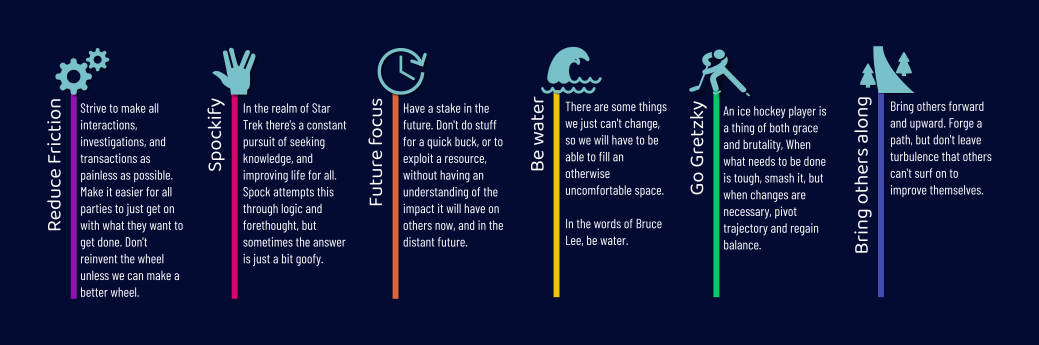 Reduce Friction
Strive to make all
interactions,
investigations, and
transactions as
painless as possible.
Make it easier for all
parties to just get on
with what they want to
get done. Don't
reinvent the wheel
unless we can make a
better wheel.
Spockify
In the realm of Star
Trek there's a constant
pursuit of seeking
knowledge, and
improving life for all.
Spock attempts this
through logic and
forethought, but
sometimes the answer
is just a bit goofy.
Future focus
Have a stake in the
future. Don't do stuff
for a quick buck, or to
exploit a resource,
without having an
understanding of the
impact it will have on
others now, and in the
distant future.
Be water
There are some things
we just can't change,
so we will have to be
able to fill an
otherwise
uncomfortable space.
In the words of Bruce
Lee, be water.
Go Gretzky
An ice hockey player is
a thing of both grace
and brutality, When
what needs to be done
is tough, smash it, but
when changes are
necessary, pivot
trajectory and regain
balance.
Bring others along
Bring others forward
and upward. Forge a
path, but don't leave
turbulence that others
can't surf on to
improve themselves.